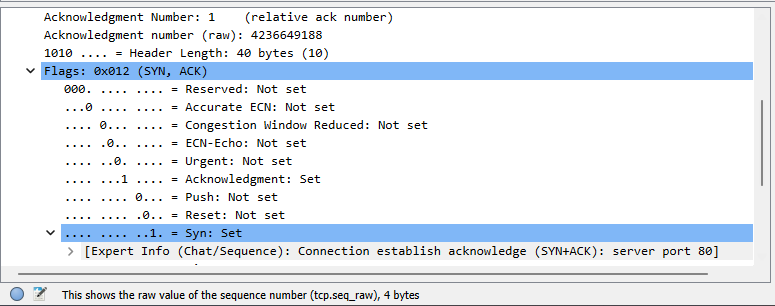 Acknowledgment Number: 1    (relative ack number)
Acknowledgment number (raw): 4236649188
1010 .... = Header Length: 40 bytes (10)
Flags: 0x012 (SYN, ACK)
000. .... .... = Reserved: Not set
...0 .... .... = Accurate ECN: Not set
.... 0... .... = Congestion Window Reduced: Not set
.... .0.. .... = ECN-Echo: Not set
.... ..0. .... = Urgent: Not set
.... ...1 .... = Acknowledgment: Set
.... .... 0... = Push: Not set
.... .... .0.. = Reset: Not set
.... .... ..1. = Syn: Set
[Expert Info (Chat/Sequence): Connection establish acknowledge (SYN+ACK): server port 80]
This shows the raw value of the sequence number (tcp.seq_raw), 4 bytes